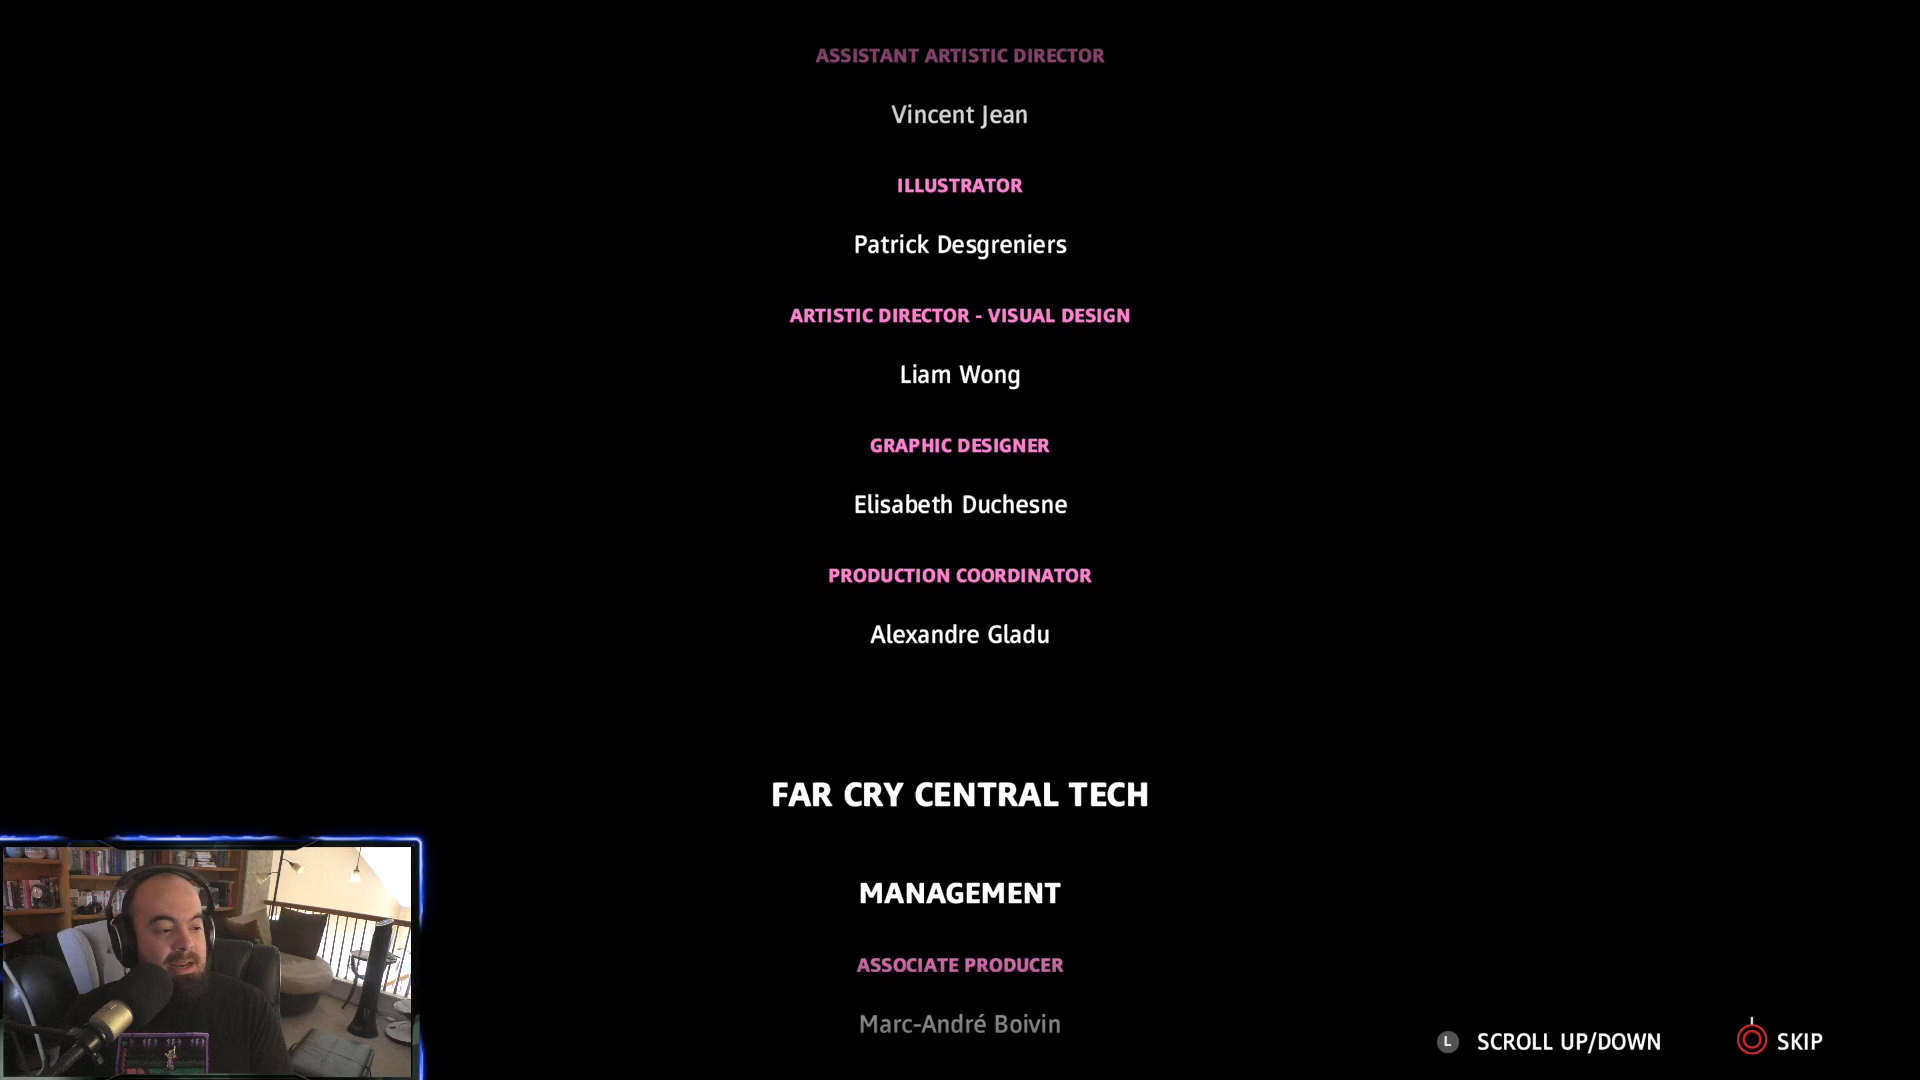 ASSISTANT ARTISTIC DIRECTOR
Vincent Jean
ILLUSTRATOR
Patrick Desgreniers
ARTISTIC DIRECTOR - VISUAL DESIGN
Liam Wong
GRAPHIC DESIGNER
Elisabeth Duchesne
PRODUCTION COORDINATOR
Alexandre Gladu
FAR CRY CENTRAL TECH
MANAGEMENT
ASSOCIATE PRODUCER
Marc-André Boivin
L SCROLL UP/DOWN SKIP